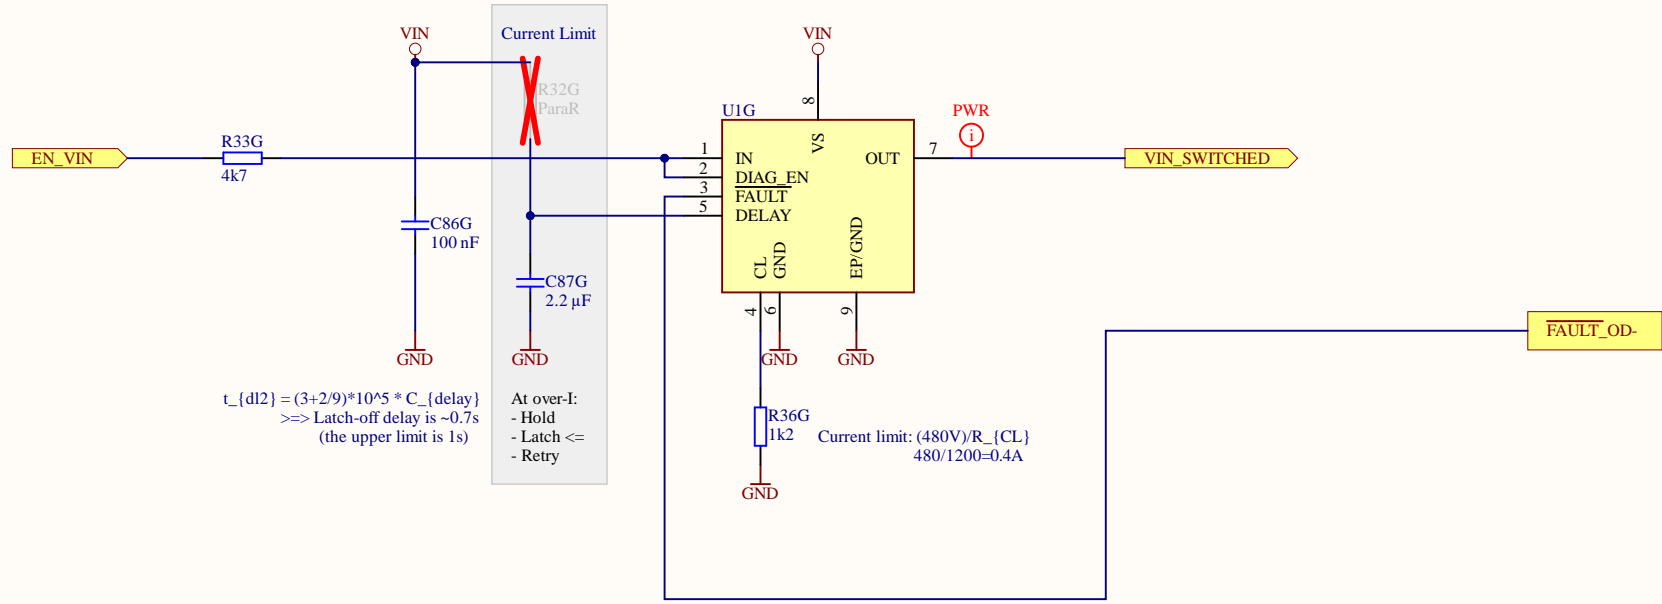 VIN
Current Limit
VIN
R32G
ParaR
U1G
8
PWR
i
VS
EN_VIN
R33G
4k7
1
IN
OUT
7
VIN_SWITCHED
2
DIAG_EN
3
FAULT
5
DELAY
C86G
100 nF
CL
GND
EP/GND
C87G
2.2 µF
4
6
9
GND
GND
GND
GND
FAULT_OD-
t_{dl2} = (3+2/9)*10^5 * C_{delay}
>=> Latch-off delay is ~0.7s
(the upper limit is 1s)
At over-I:
- Hold
- Latch <=
- Retry
R36G
1k2
Current limit: (480V)/R_{CL}
480/1200=0.4A
GND